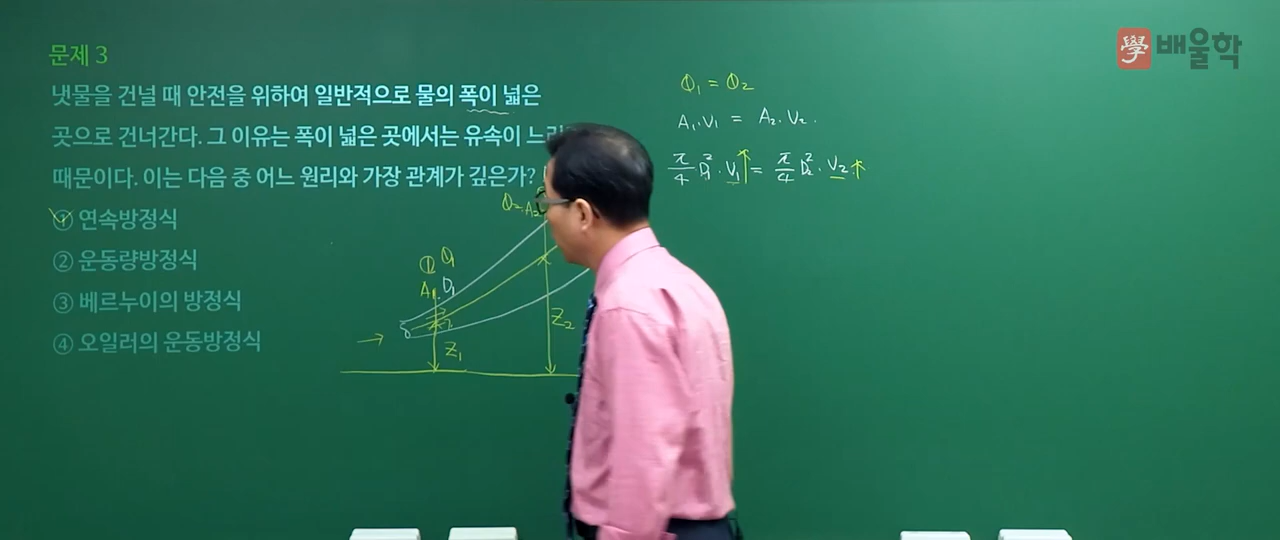 문제 3
냇물을 건널 때 안전을 위하여 일반적으로 물의 폭이 넓은
곳으로 건너간다. 그 이유는 폭이 넓은 곳에서는 유속이 느리
때문이다. 이는 다음 중 어느 원리와 가장 관계가 깊은가?
① 연속방정식
② 운동량방정식
③ 베르누이의 방정식
④ 오일러의 운동방정식
Q₁ = Q₂
A₁·V₁ = A₂·V₂.
π/4 D₁²·V₁ = π/4 D₂²·V₂
① Q₁
A₁. D₁
Z₁
Q₂.A₂
Z₂
學 배울학